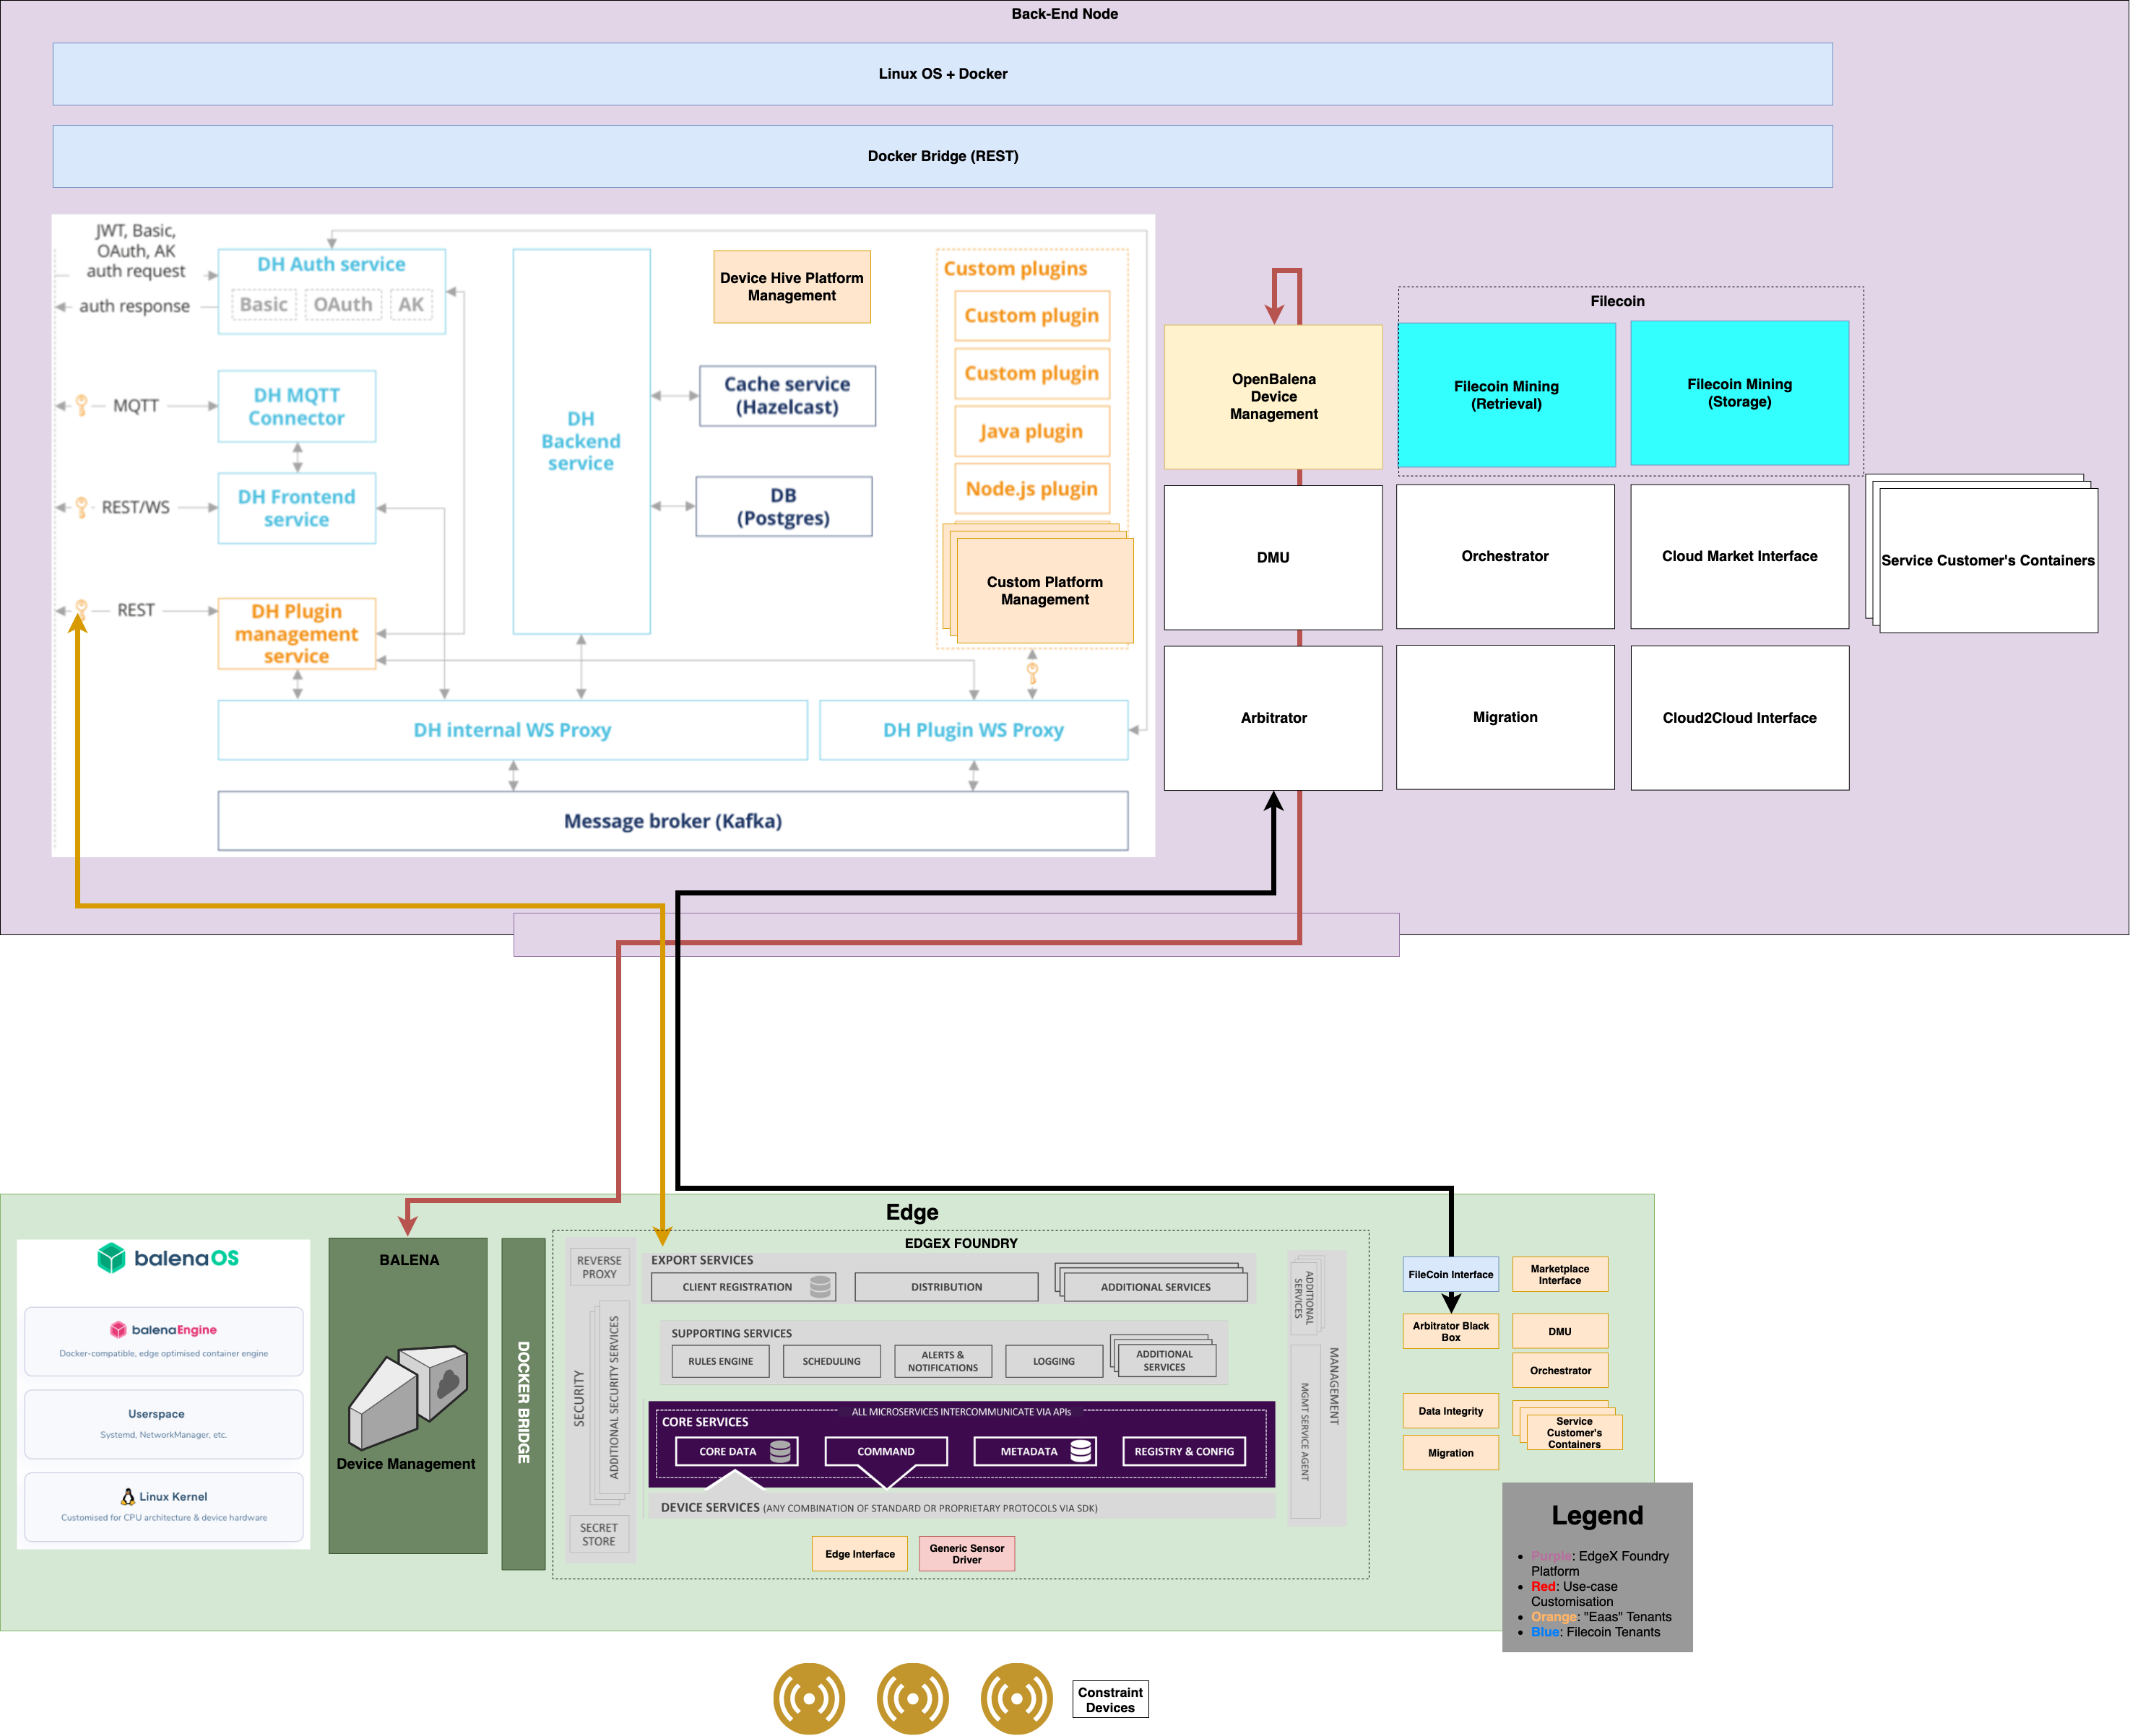 Back-End Node
Linux OS + Docker
Docker Bridge (REST)
JWT, Basic,
OAuth, AK
auth request
auth response
DH Auth service
Basic
OAuth
AK
MQTT
DH MQTT
Connector
REST/WS
DH Frontend
service
REST
DH Plugin
management
service
DH
Backend
service
Device Hive Platform
Management
Cache service
(Hazelcast)
DB
(Postgres)
Custom plugins
Custom plugin
Custom plugin
Java plugin
Node.js plugin
Custom Platform
Management
DH internal WS Proxy
DH Plugin WS Proxy
Message broker (Kafka)
OpenBalena
Device
Management
Filecoin
Filecoin Mining
(Retrieval)
Filecoin Mining
(Storage)
DMU
Orchestrator
Cloud Market Interface
Service Customer's Containers
Arbitrator
Migration
Cloud2Cloud Interface
Edge
balenaOS
balenaEngine
Docker-compatible, edge optimised container engine
Userspace
Systemd, NetworkManager, etc.
Linux Kernel
Customised for CPU architecture & device hardware
BALENA
Device Management
DOCKER BRIDGE
EDGEX FOUNDRY
REVERSE
PROXY
SECURITY
ADDITIONAL SECURITY SERVICES
SECRET
STORE
EXPORT SERVICES
CLIENT REGISTRATION
DISTRIBUTION
ADDITIONAL SERVICES
SUPPORTING SERVICES
RULES ENGINE
SCHEDULING
ALERTS &
NOTIFICATIONS
LOGGING
ADDITIONAL
SERVICES
ALL MICROSERVICES INTERCOMMUNICATE VIA APIs
CORE SERVICES
CORE DATA
COMMAND
METADATA
REGISTRY & CONFIG
DEVICE SERVICES (ANY COMBINATION OF STANDARD OR PROPRIETARY PROTOCOLS VIA SDK)
ADDITIONAL
SERVICES
MANAGEMENT
MGMT SERVICE AGENT
Edge Interface
Generic Sensor
Driver
FileCoin Interface
Marketplace
Interface
Arbitrator Black
Box
DMU
Orchestrator
Data Integrity
Service
Customer's
Containers
Migration
Legend
Purple: EdgeX Foundry
Platform
Red: Use-case
Customisation
Orange: "Eaas" Tenants
Blue: Filecoin Tenants
Constraint
Devices